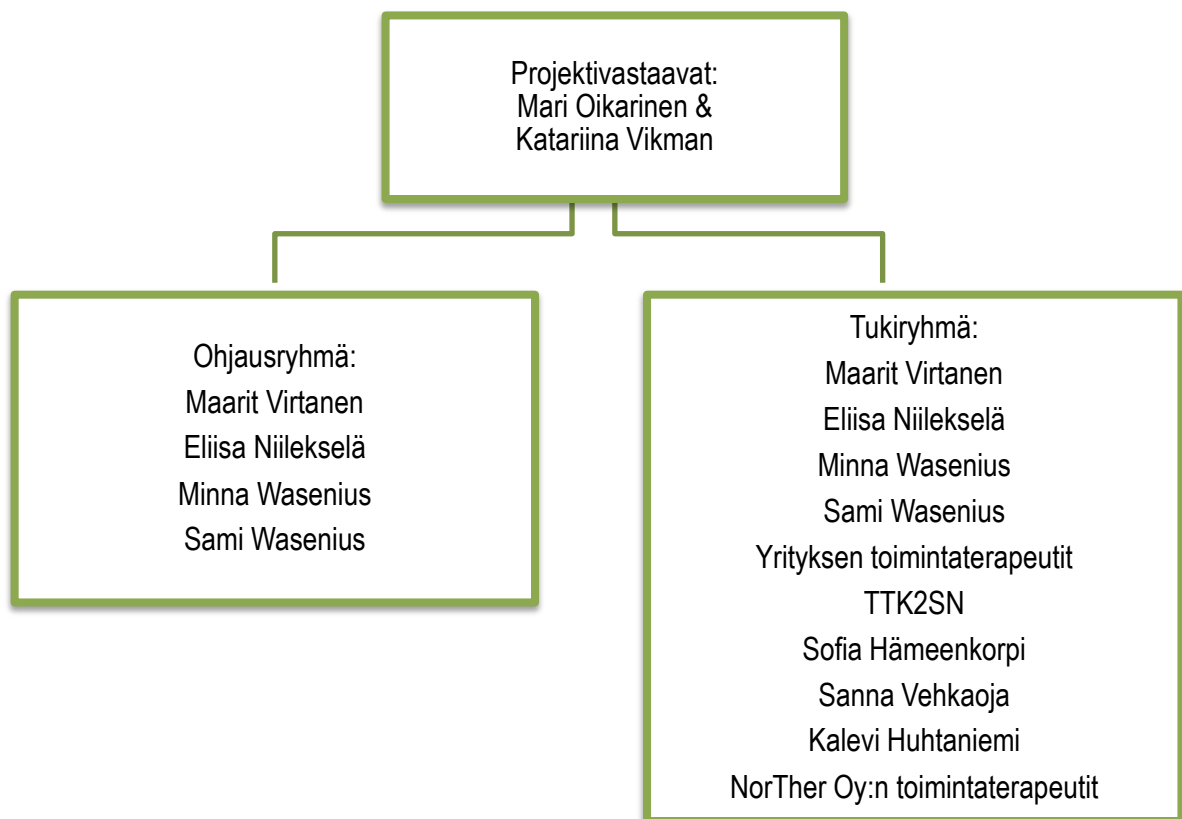 Projektivastaavat:
Mari Oikarinen &
Katariina Vikman
Ohjausryhmä:
Maarit Virtanen
Eliisa Niilekselä
Minna Wasenius
Sami Wasenius
Tukiryhmä:
Maarit Virtanen
Eliisa Niilekselä
Minna Wasenius
Sami Wasenius
Yrityksen toimintaterapeutit
TTK2SN
Sofia Hämeenkorpi
Sanna Vehkaoja
Kalevi Huhtaniemi
NorTher Oy:n toimintaterapeutit